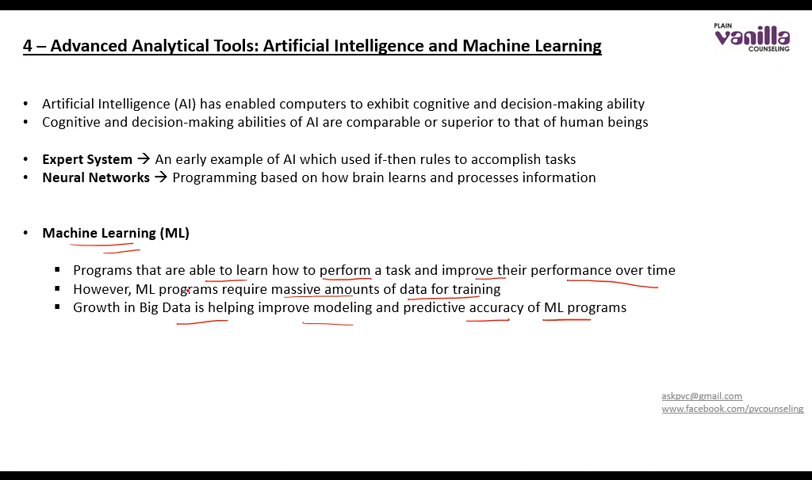 PLAIN
vanilla
COUNSELING
4 – Advanced Analytical Tools: Artificial Intelligence and Machine Learning
• Artificial Intelligence (AI) has enabled computers to exhibit cognitive and decision-making ability
• Cognitive and decision-making abilities of AI are comparable or superior to that of human beings
• Expert System → An early example of AI which used if-then rules to accomplish tasks
• Neural Networks → Programming based on how brain learns and processes information
• Machine Learning (ML)
▪ Programs that are able to learn how to perform a task and improve their performance over time
▪ However, ML programs require massive amounts of data for training
▪ Growth in Big Data is helping improve modeling and predictive accuracy of ML programs
askpvc@gmail.com
www.facebook.com/pvcounseling